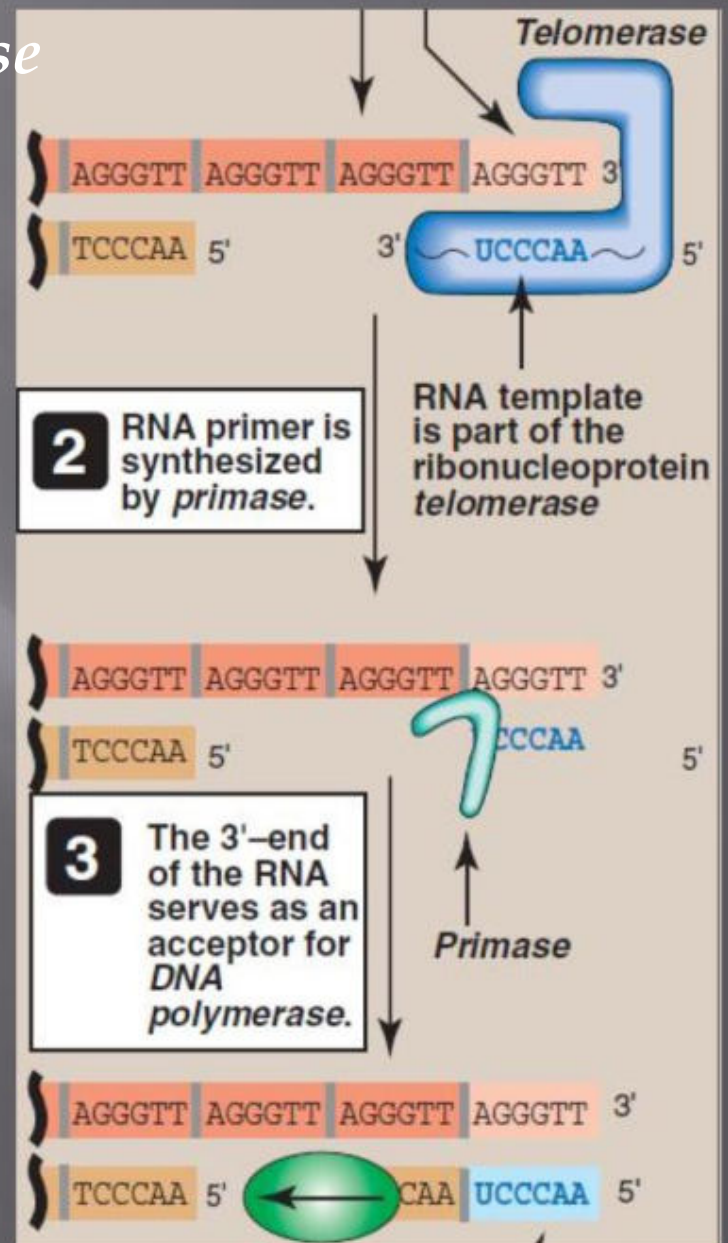 se
Telomerase
AGGGTT AGGGTT AGGGTT AGGGTT 3'
TCCCAA 5' 3' UCCCAA 5'
2 RNA primer is
synthesized
by primase.
RNA template
is part of the
ribonucleoprotein
telomerase
AGGGTT AGGGTT AGGGTT AGGGTT 3'
TCCCAA 5' CCCAA 5'
3 The 3'–end
of the RNA
serves as an
acceptor for
DNA
polymerase.
Primase
AGGGTT AGGGTT AGGGTT AGGGTT 3'
TCCCAA 5' CAA UCCCAA 5'